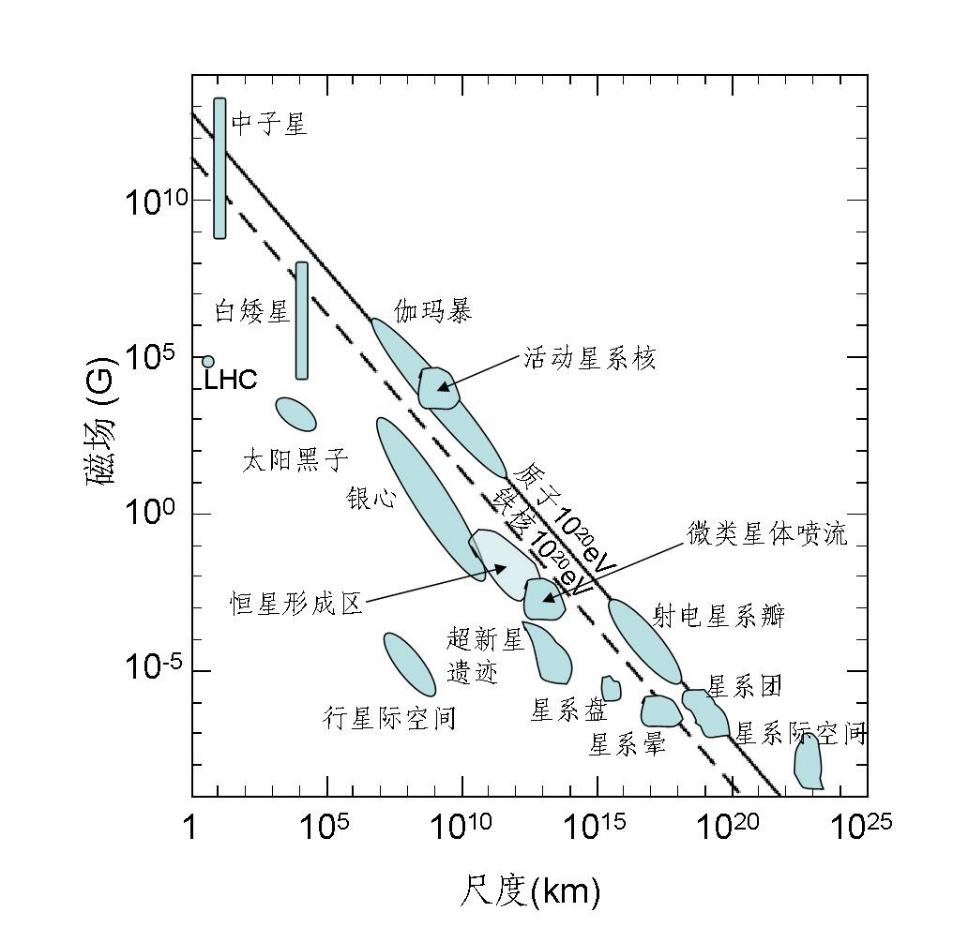 中子星
10¹⁰
白矮星
伽玛暴
10⁵
活动星系核
LHC
磁场 (G)
太阳黑子
银心
质子10²⁰eV
铁核10²⁰eV
10⁰
微类星体喷流
恒星形成区
射电星系瓣
超新星
遗迹
10⁻⁵
星系团
行星际空间
星系盘
星系际空间
星系晕
1 10⁵ 10¹⁰ 10¹⁵ 10²⁰ 10²⁵
尺度(km)